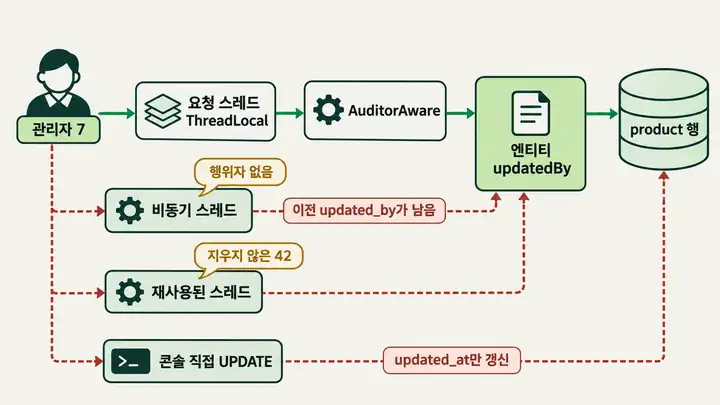 관리자 7
요청 스레드
ThreadLocal
AuditorAware
엔티티
updatedBy
product 행
행위자 없음
비동기 스레드
이전 updated_by가 남음
지우지 않은 42
재사용된 스레드
콘솔 직접 UPDATE
updated_at만 갱신